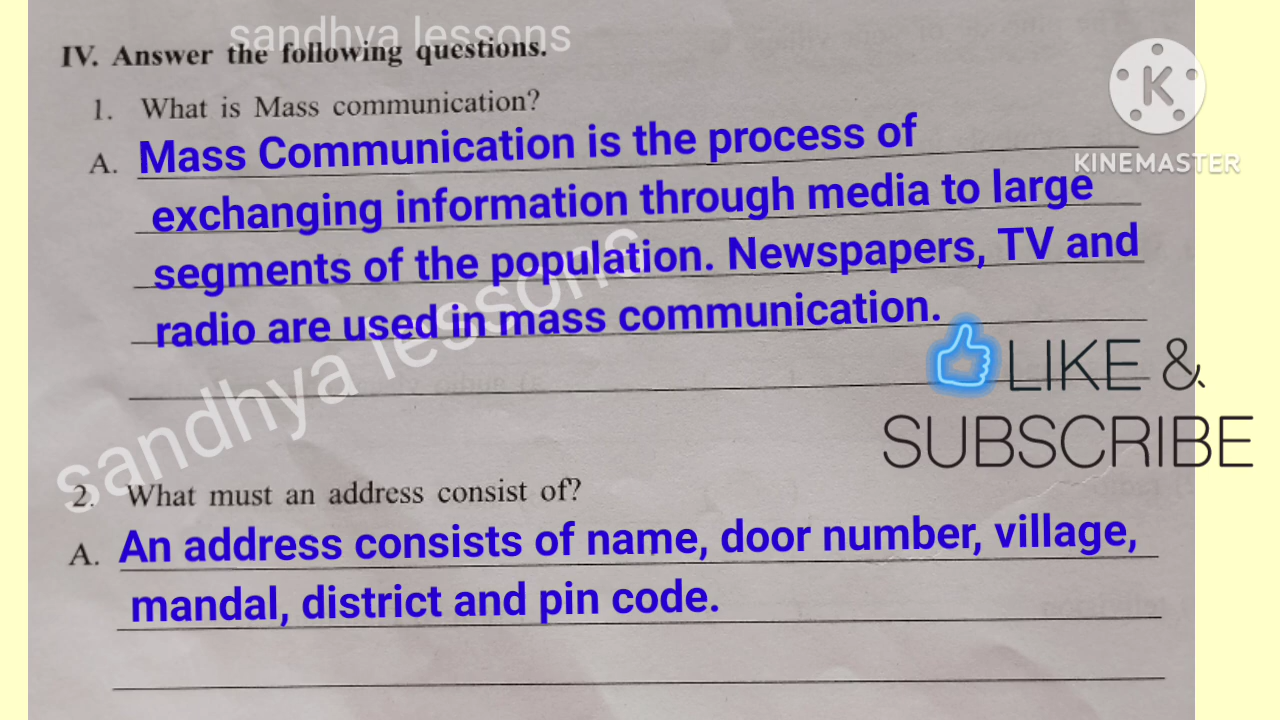 sandhya lessons
IV. Answer the following questions.
1. What is Mass communication?
A. Mass Communication is the process of
exchanging information through media to large
segments of the population. Newspapers, TV and
radio are used in mass communication.
K
KINEMASTER
sandhya lessons
LIKE &
SUBSCRIBE
2. What must an address consist of?
A. An address consists of name, door number, village,
mandal, district and pin code.